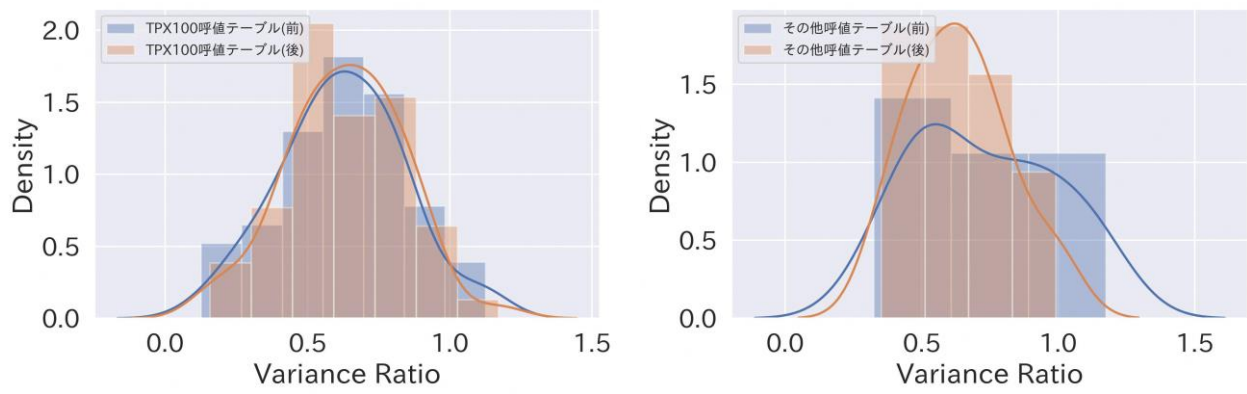 TPX100呼値テーブル(前)
TPX100呼値テーブル(後)
2.0
1.5
1.0
0.5
0.0
Density
0.0 0.5 1.0 1.5
Variance Ratio
その他呼値テーブル(前)
その他呼値テーブル(後)
1.5
1.0
0.5
0.0
Density
0.0 0.5 1.0 1.5
Variance Ratio